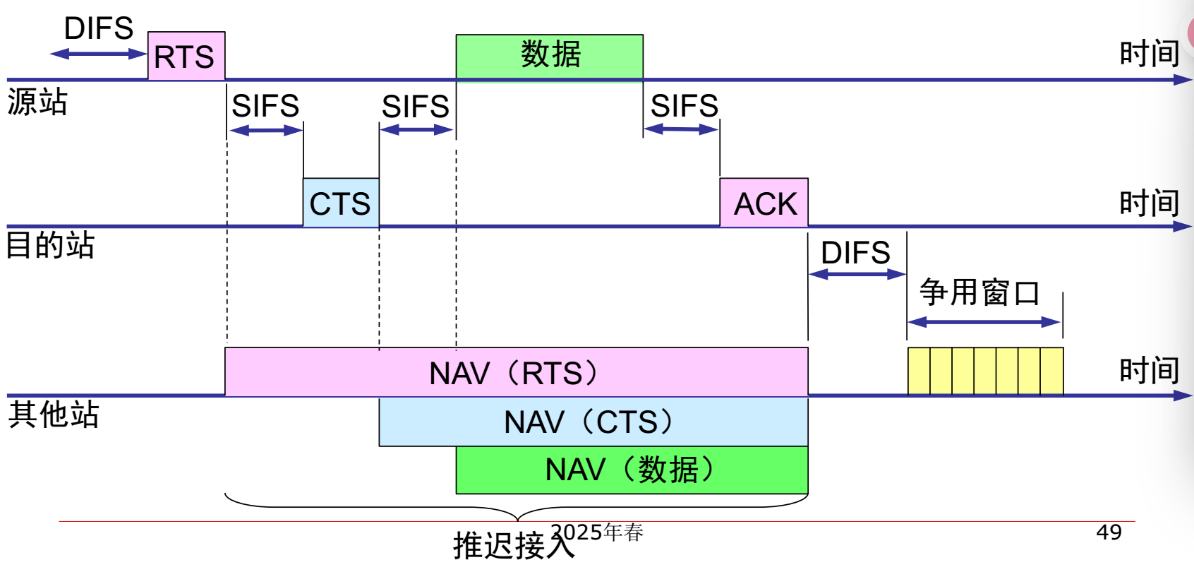 DIFS
RTS
数据
时间
源站
SIFS
SIFS
SIFS
CTS
ACK
时间
目的站
DIFS
争用窗口
NAV（RTS）
时间
其他站
NAV（CTS）
NAV（数据）
推迟接入
2025年春
49